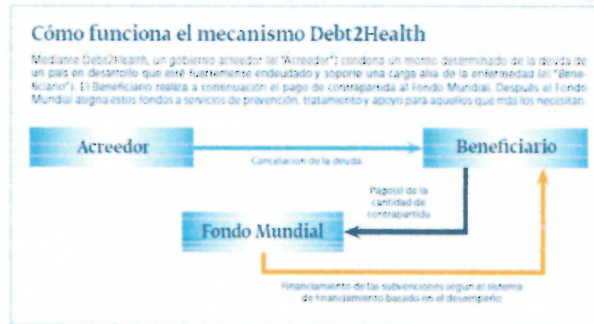 Cómo funciona el mecanismo Debt2Health
Mediante Debt2Health, un gobierno acreedor (el "Acreedor") condona un monto determinado de la deuda de
un país en desarrollo que esté fuertemente endeudado y soporte una carga alta de la enfermedad (el "Bene-
ficiario"). El Beneficiario realiza a continuación el pago de contrapartida al Fondo Mundial. Después el Fondo
Mundial asigna estos fondos a servicios de prevención, tratamiento y apoyo para aquellos que más los necesitan.
Acreedor
Cancelación de la deuda
Beneficiario
Pago(s) de la
cantidad de
contrapartida
Fondo Mundial
Financiamiento de las subvenciones según el sistema
de financiamiento basado en el desempeño